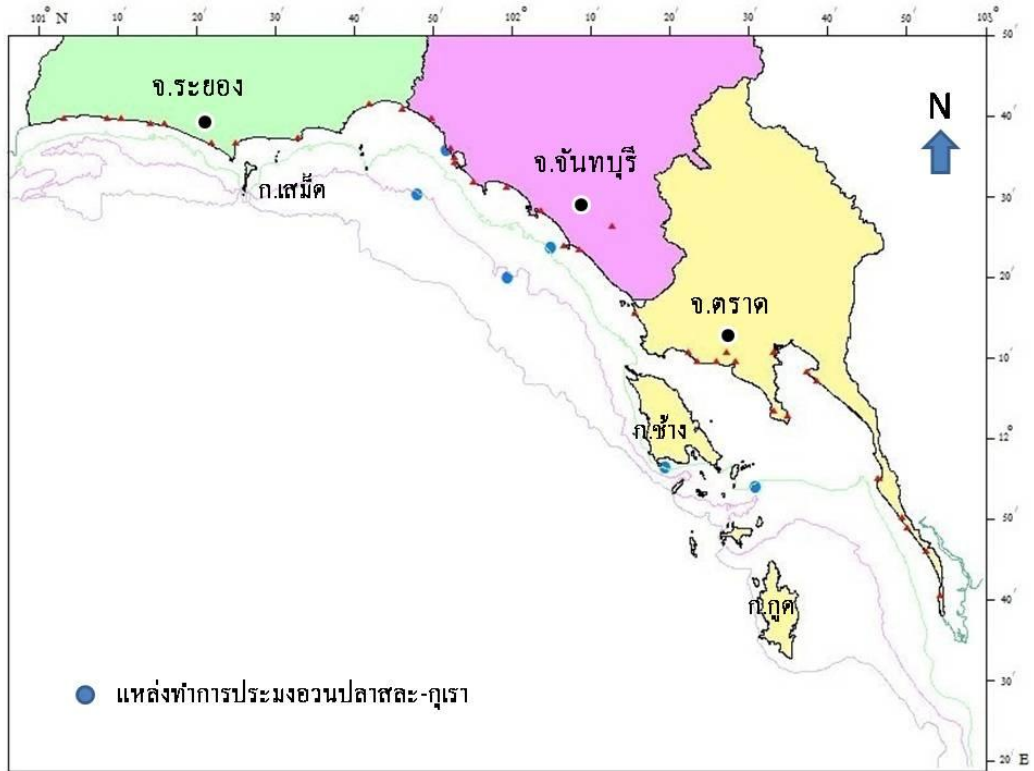 101° N 10′ 20′ 30′ 40′ 50′ 102° 10′ 20′ 30′ 40′ 50′ 103
50′
จ.ระยอง
40′
N
จ.จันทบุรี
ก.เสม็ด
30′
20′
จ.ตราด
10′
ก.ช้าง
12°
50′
ก.กูด
40′
แหล่งทำการประมงอวนปลาสละ-กุเรา
30′
20′ E